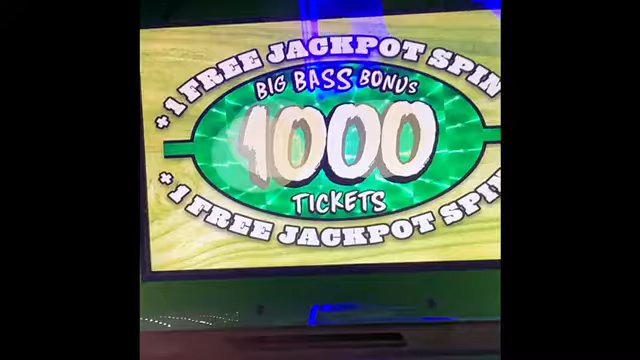 + 1 FREE JACKPOT SPIN
BIG BASS BONUS
1000
TICKETS
+ 1 FREE JACKPOT SPIN